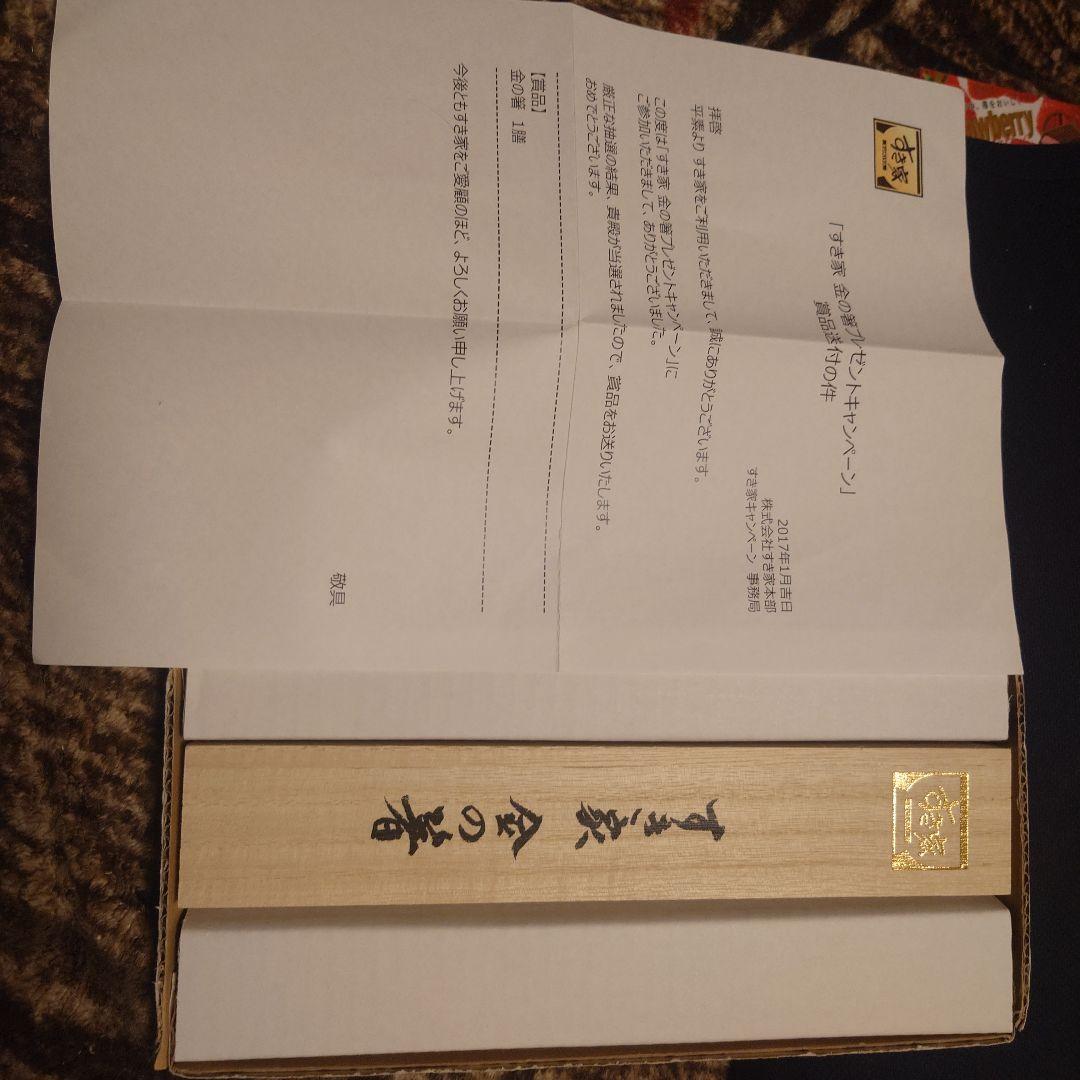 すき家
「すき家 金の箸プレゼントキャンペーン」
賞品送付の件
2017年1月吉日
株式会社すき家本部
すき家キャンペーン 事務局
拝啓
平素より すき家をご利用いただきまして、誠にありがとうございます。
この度は「すき家 金の箸プレゼントキャンペーン」に
ご参加いただきまして、ありがとうございました。
厳正な抽選の結果、貴殿が当選されましたので、賞品をお送りいたします。
おめでとうございます。
【賞品】
金の箸 1膳
今後ともすき家をご愛顧のほど、よろしくお願い申し上げます。
敬具
すき家
すき家 金の箸